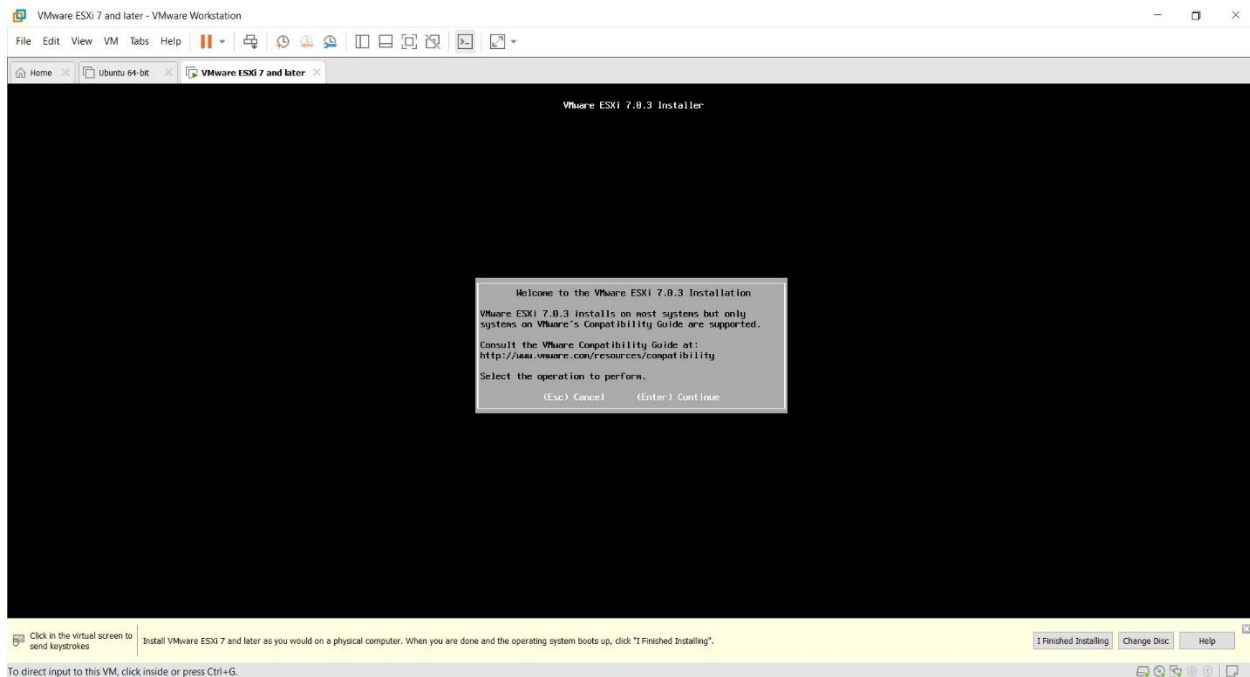 VMware ESXi 7 and later - VMware Workstation
File Edit View VM Tabs Help
Home Ubuntu 64-bit VMware ESXi 7 and later
VMware ESXi 7.0.3 Installer
Welcome to the VMware ESXi 7.0.3 Installation
VMware ESXi 7.0.3 installs on most systems but only
systems on VMware's Compatibility Guide are supported.
Consult the VMware Compatibility Guide at:
http://www.vmware.com/resources/compatibility
Select the operation to perform.
(Esc) Cancel (Enter) Continue
Click in the virtual screen to
send keystrokes
Install VMware ESXi 7 and later as you would on a physical computer. When you are done and the operating system boots up, click "I Finished Installing".
I Finished Installing Change Disc Help
To direct input to this VM, click inside or press Ctrl+G.